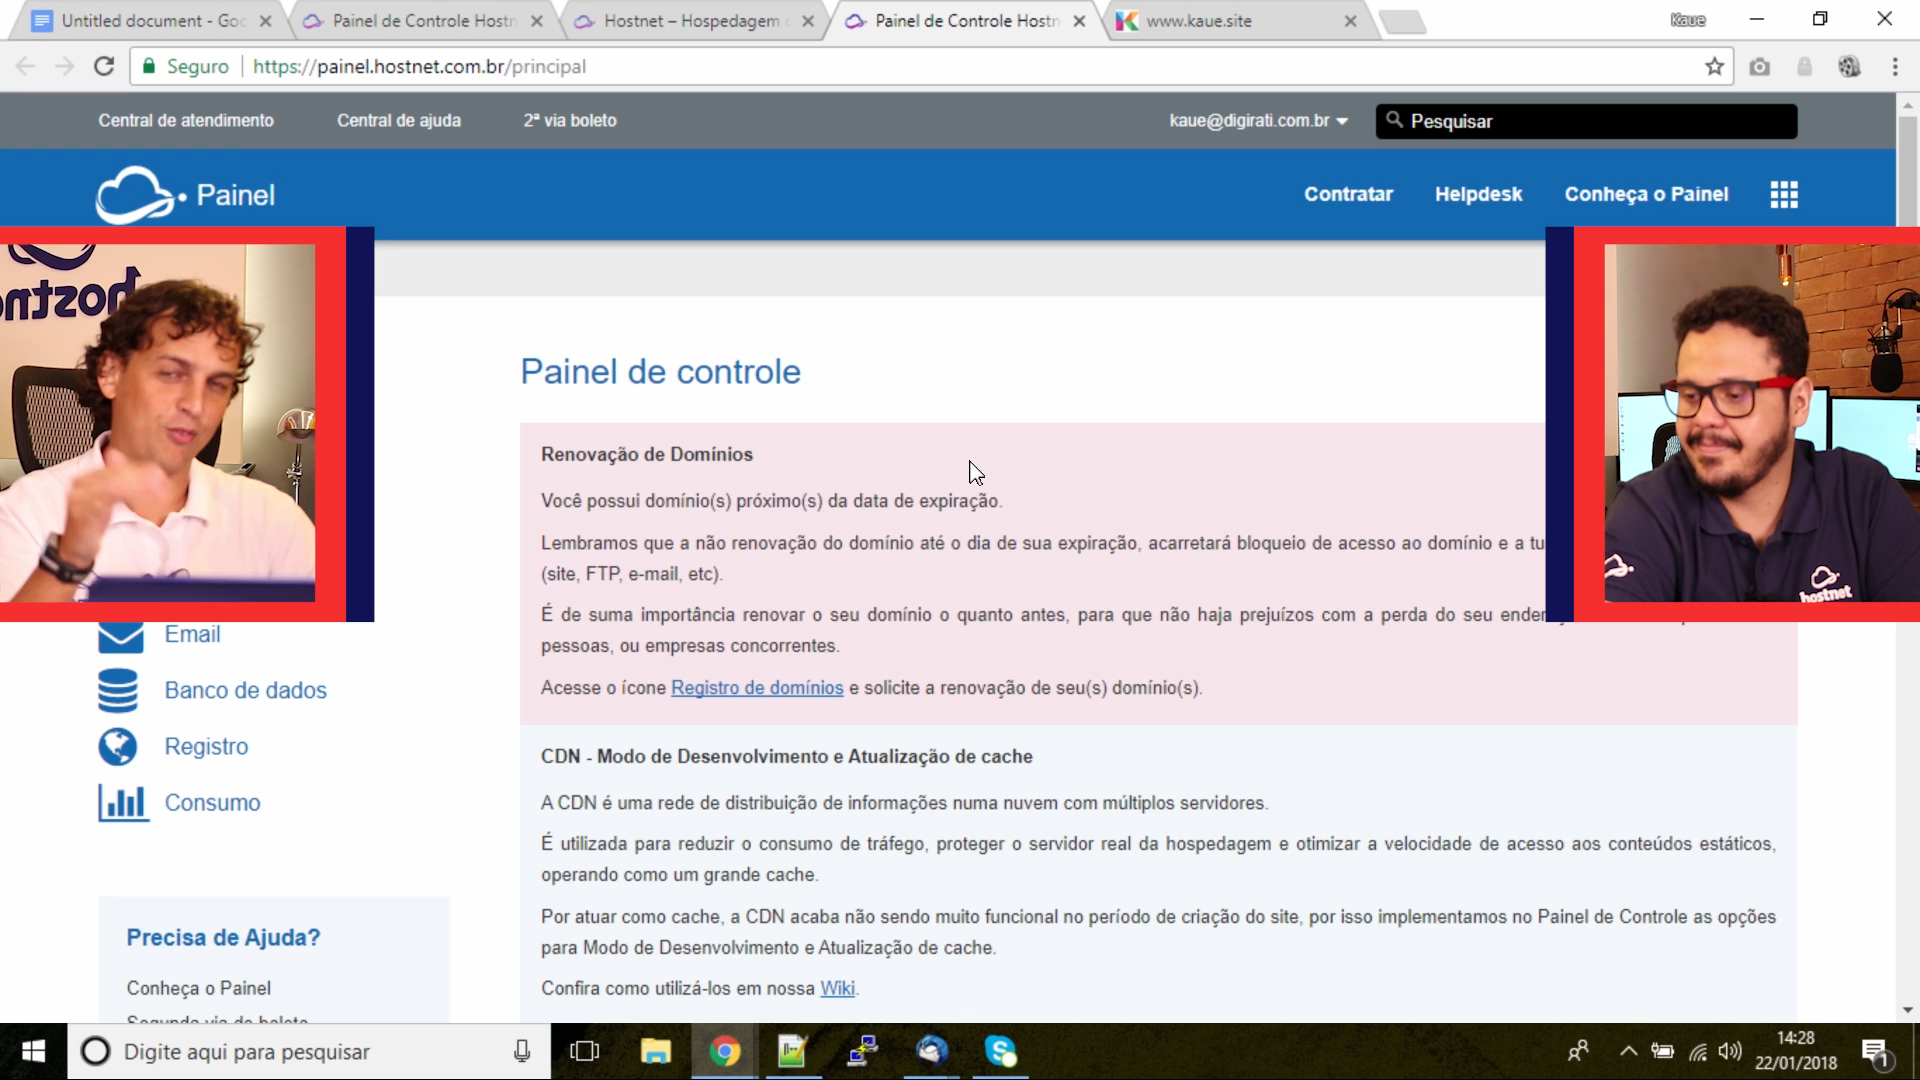 Untitled document - Goo
Painel de Controle Hostn
Hostnet – Hospedagem
Painel de Controle Hostn
www.kaue.site
Kaue
Seguro
https://painel.hostnet.com.br/principal
Central de atendimento
Central de ajuda
2ª via boleto
kaue@digirati.com.br
Pesquisar
Painel
Contratar
Helpdesk
Conheça o Painel
hostnet
Painel de controle
Renovação de Domínios
Você possui domínio(s) próximo(s) da data de expiração.
Lembramos que a não renovação do domínio até o dia de sua expiração, acarretará bloqueio de acesso ao domínio e a tu
(site, FTP, e-mail, etc).
É de suma importância renovar o seu domínio o quanto antes, para que não haja prejuízos com a perda do seu ender
pessoas, ou empresas concorrentes.
Acesse o ícone Registro de domínios e solicite a renovação de seu(s) domínio(s).
hostnet
Email
Banco de dados
Registro
Consumo
CDN - Modo de Desenvolvimento e Atualização de cache
A CDN é uma rede de distribuição de informações numa nuvem com múltiplos servidores.
É utilizada para reduzir o consumo de tráfego, proteger o servidor real da hospedagem e otimizar a velocidade de acesso aos conteúdos estáticos,
operando como um grande cache.
Por atuar como cache, a CDN acaba não sendo muito funcional no período de criação do site, por isso implementamos no Painel de Controle as opções
para Modo de Desenvolvimento e Atualização de cache.
Confira como utilizá-los em nossa Wiki.
Precisa de Ajuda?
Conheça o Painel
Segunda via de boleto
Digite aqui para pesquisar
14:28
22/01/2018
1